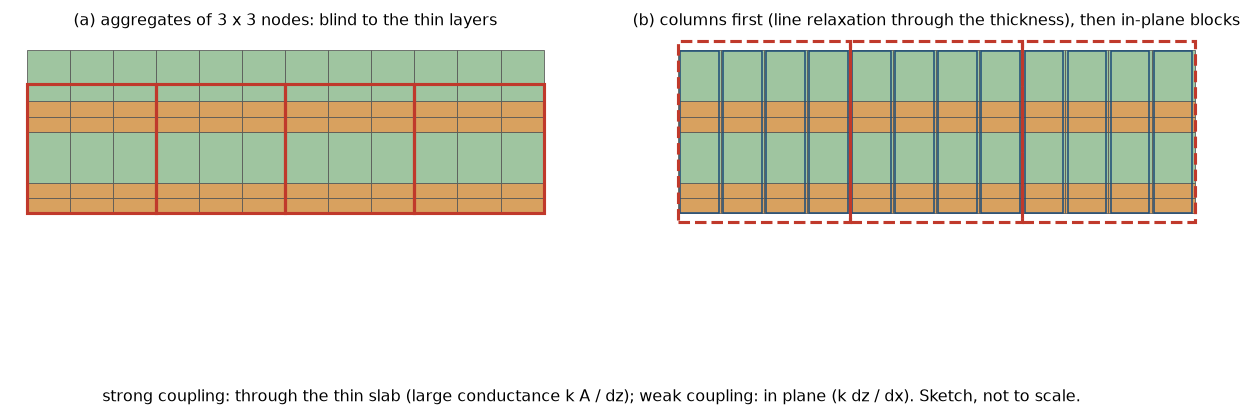 (a) aggregates of 3 x 3 nodes: blind to the thin layers
(b) columns first (line relaxation through the thickness), then in-plane blocks
strong coupling: through the thin slab (large conductance k A / dz); weak coupling: in plane (k dz / dx). Sketch, not to scale.